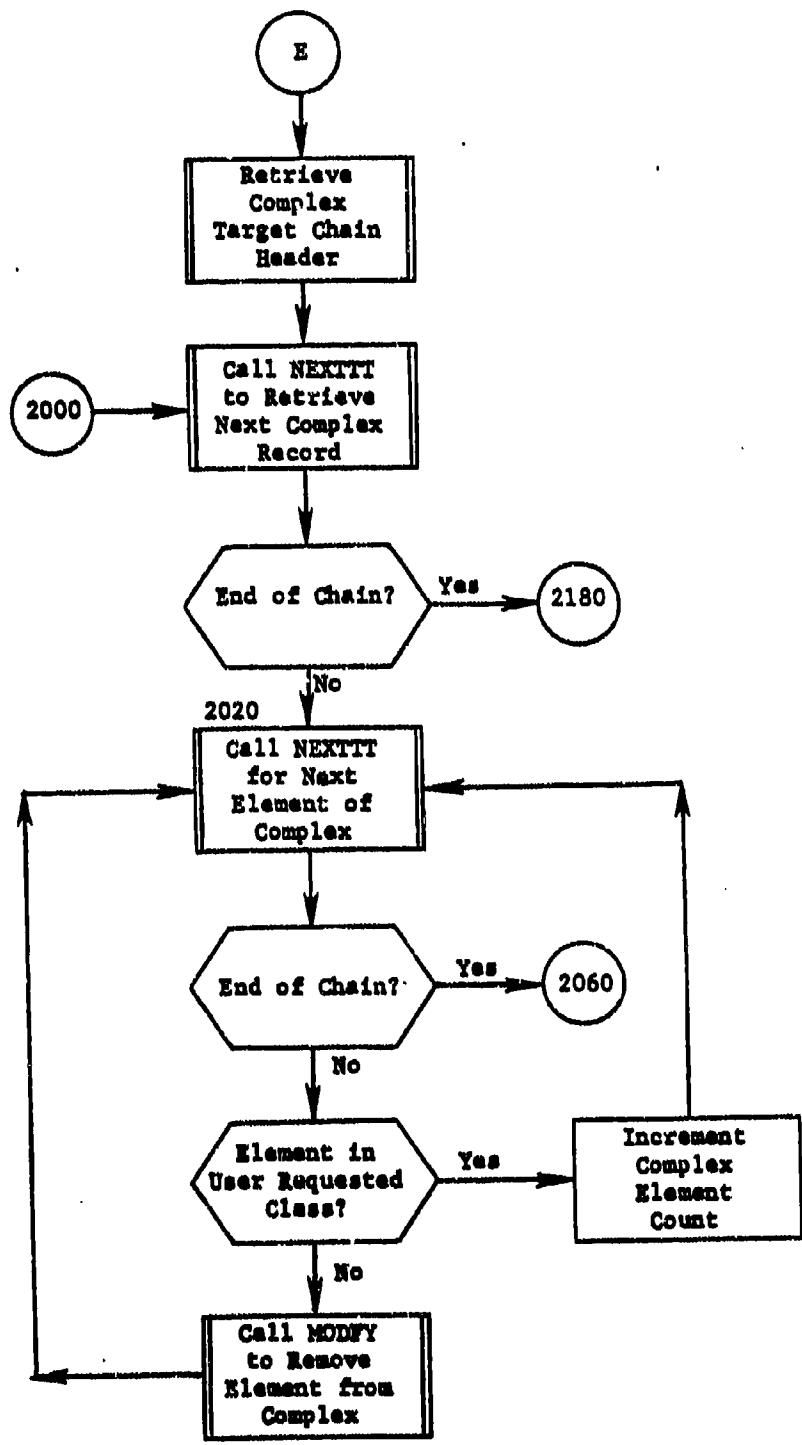 E
Retrieve
Complex
Target Chain
Header
Call NEXTTT
to Retrieve
Next Complex
Record
2000
End of Chain?
Yes
2180
No
2020
Call NEXTTT
for Next
Element of
Complex
End of Chain?
Yes
2060
No
Element in
User Requested
Class?
Yes
Increment
Complex
Element
Count
No
Call MODFY
to Remove
Element from
Complex